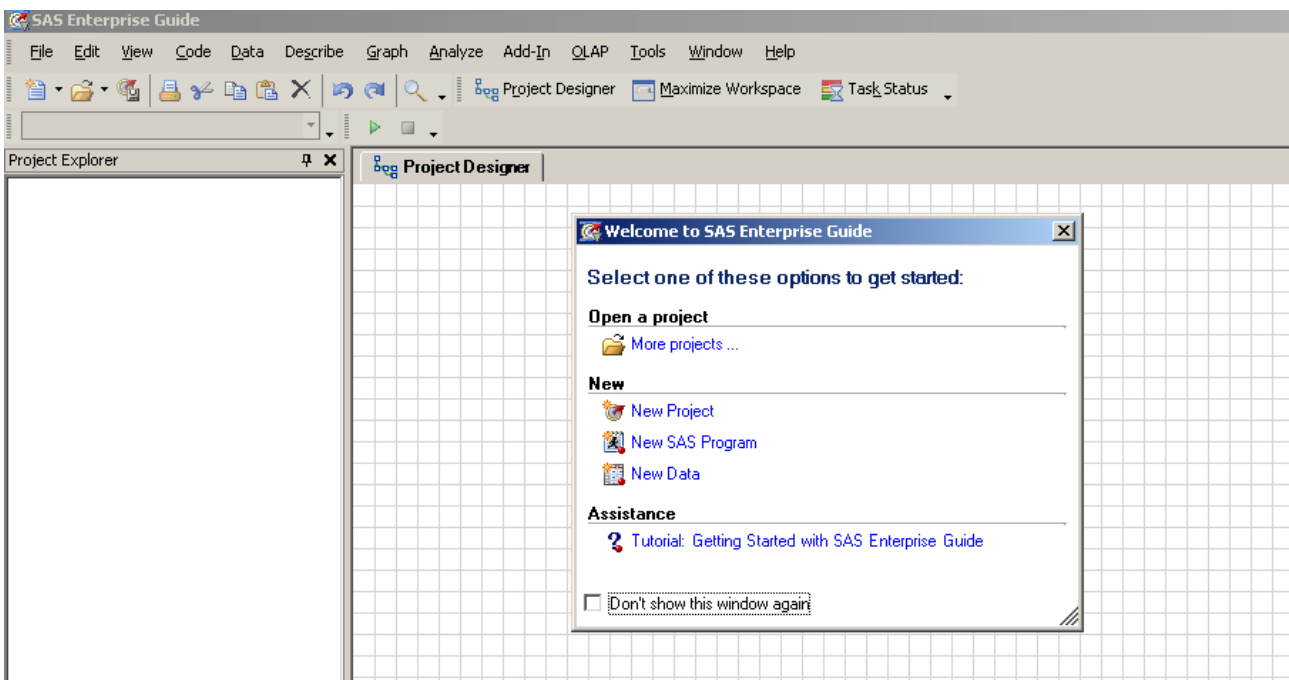 SAS Enterprise Guide
File Edit View Code Data Describe Graph Analyze Add-In OLAP Tools Window Help
Project Designer Maximize Workspace Task Status
Project Explorer
Project Designer
Welcome to SAS Enterprise Guide
Select one of these options to get started:
Open a project
More projects ...
New
New Project
New SAS Program
New Data
Assistance
Tutorial: Getting Started with SAS Enterprise Guide
Don't show this window again